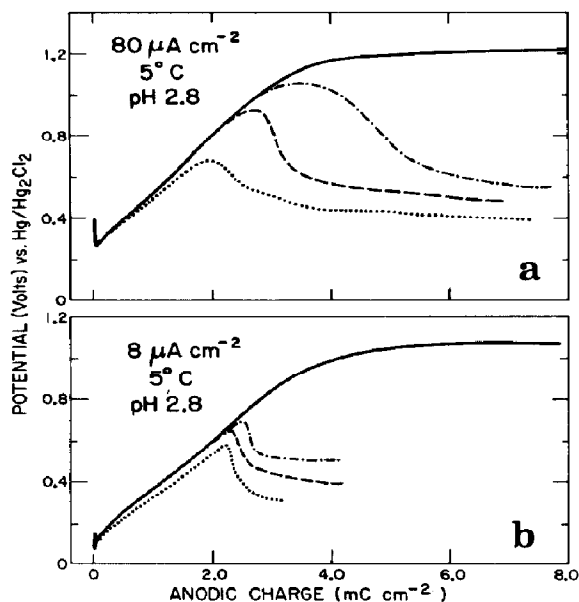 80 μA cm⁻²
5° C
pH 2.8
1.2
0.8
0.4
0
a
8 μA cm⁻²
5° C
pH 2.8
1.2
0.8
0.4
0
b
0 2.0 4.0 6.0 8.0
ANODIC CHARGE (mC cm⁻²)
POTENTIAL (Volts) vs. Hg/Hg₂Cl₂